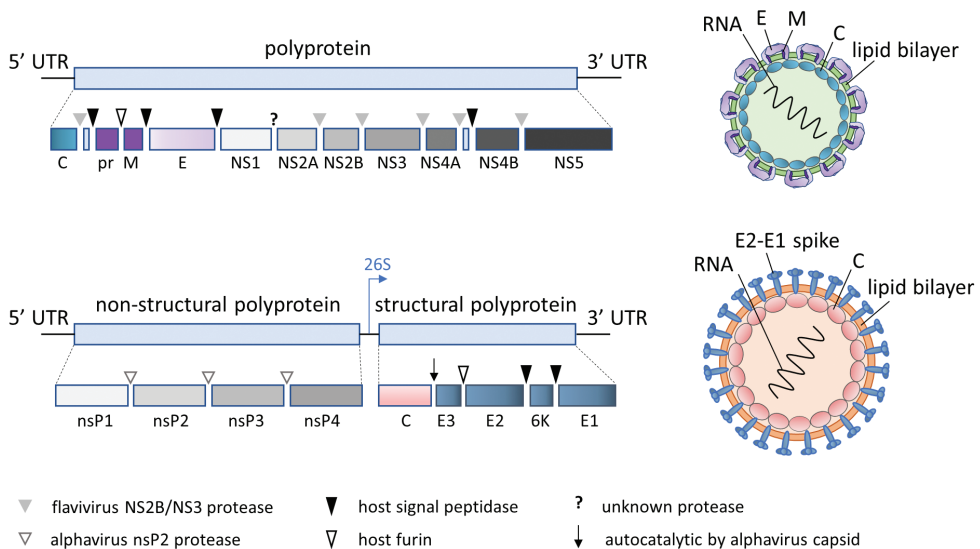 polyprotein
5’ UTR
3’ UTR
?
C
pr
M
E
NS1
NS2A
NS2B
NS3
NS4A
NS4B
NS5
RNA
E
M
C
lipid bilayer
26S
non-structural polyprotein
structural polyprotein
5’ UTR
3’ UTR
nsP1
nsP2
nsP3
nsP4
C
E3
E2
6K
E1
E2-E1 spike
RNA
C
lipid bilayer
flavivirus NS2B/NS3 protease
host signal peptidase
? unknown protease
alphavirus nsP2 protease
host furin
autocatalytic by alphavirus capsid